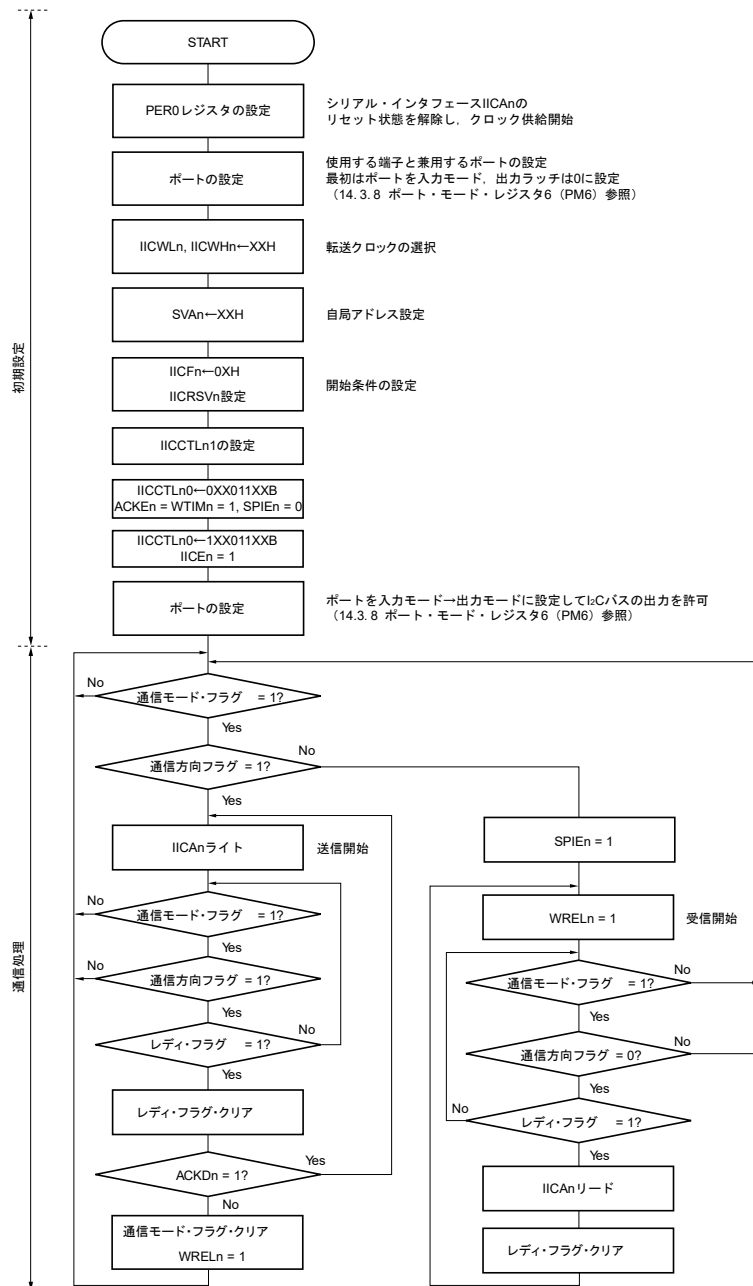 START
PER0レジスタの設定
シリアル・インタフェースIICAnの
リセット状態を解除し，クロック供給開始
ポートの設定
使用する端子と兼用するポートの設定
最初はポートを入力モード，出力ラッチは0に設定
（14.3.8 ポート・モード・レジスタ6（PM6）参照）
IICWLn, IICWHn←XXH
転送クロックの選択
SVAn←XXH
自局アドレス設定
IICFn←0XH
IICRSVn設定
開始条件の設定
IICCTLn1の設定
IICCTLn0←0XX011XXB
ACKEn = WTIMn = 1, SPIEn = 0
IICCTLn0←1XX011XXB
IICEn = 1
ポートの設定
ポートを入力モード→出力モードに設定してI2Cバスの出力を許可
（14.3.8 ポート・モード・レジスタ6（PM6）参照）
初期設定
通信処理
No
通信モード・フラグ = 1?
Yes
No
通信方向フラグ = 1?
Yes
IICAnライト
送信開始
No
通信モード・フラグ = 1?
Yes
No
通信方向フラグ = 1?
Yes
No
レディ・フラグ = 1?
Yes
レディ・フラグ・クリア
Yes
ACKDn = 1?
No
通信モード・フラグ・クリア
WRELn = 1
SPIEn = 1
WRELn = 1
受信開始
No
通信モード・フラグ = 1?
Yes
No
通信方向フラグ = 0?
Yes
No
レディ・フラグ = 1?
Yes
IICAnリード
レディ・フラグ・クリア